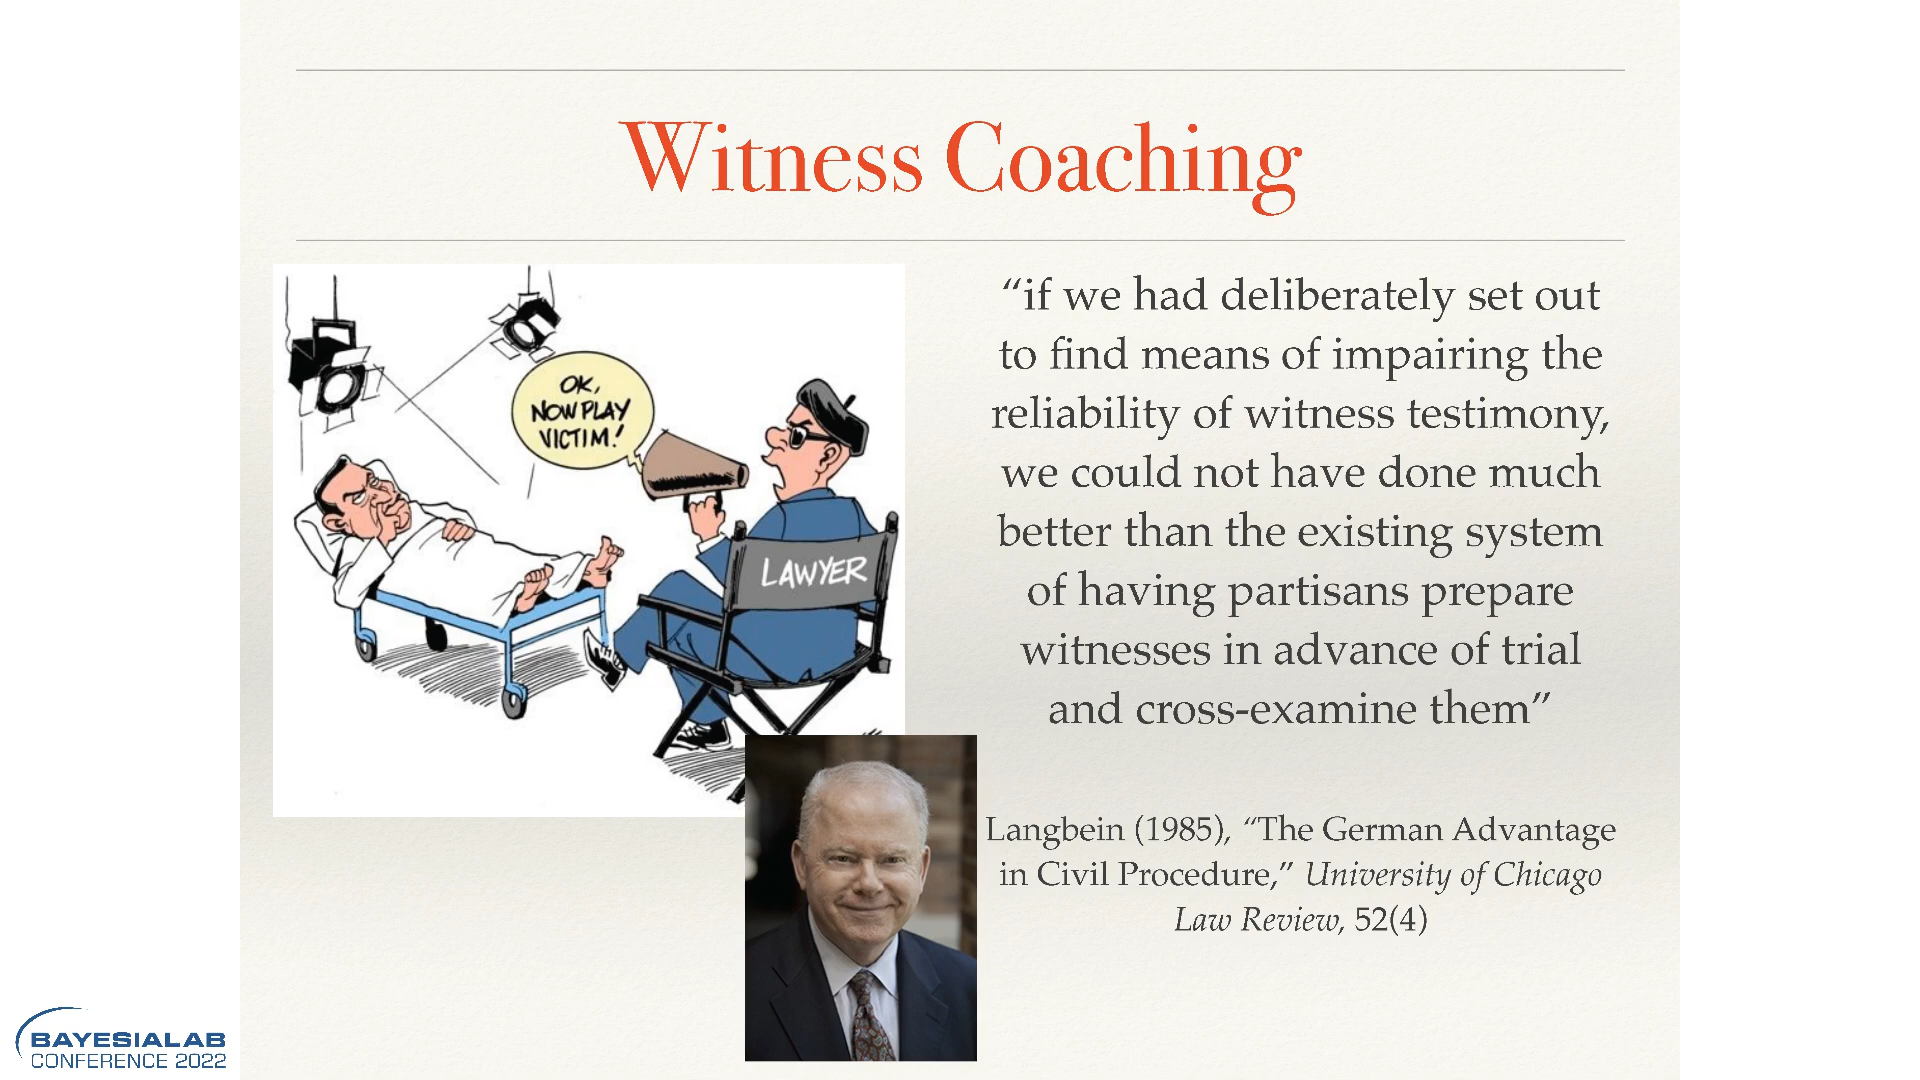 Witness Coaching
OK,
NOW PLAY
VICTIM!
LAWYER
“if we had deliberately set out
to find means of impairing the
reliability of witness testimony,
we could not have done much
better than the existing system
of having partisans prepare
witnesses in advance of trial
and cross-examine them”
Langbein (1985), “The German Advantage
in Civil Procedure,” University of Chicago
Law Review, 52(4)
BAYESIALAB
CONFERENCE 2022